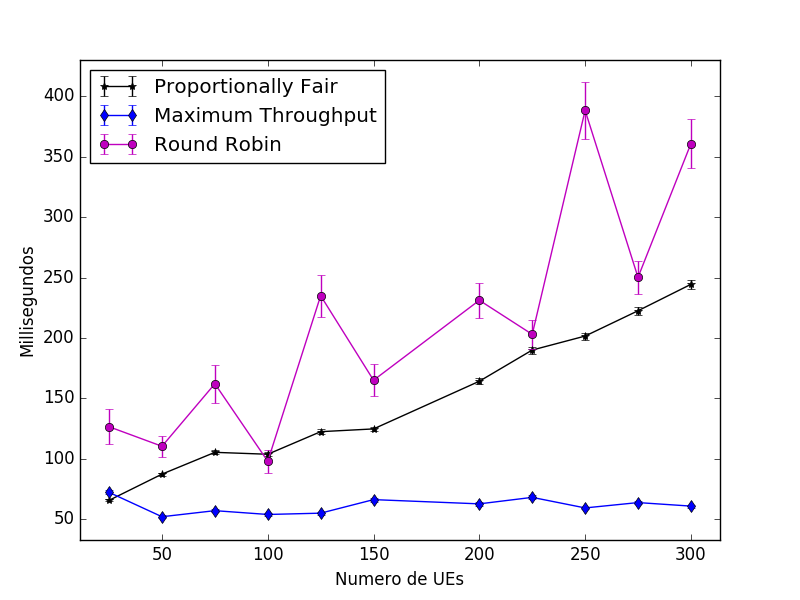 Proportionally Fair
Maximum Throughput
Round Robin
400
350
300
250
200
150
100
50
Millisegundos
50 100 150 200 250 300
Numero de UEs